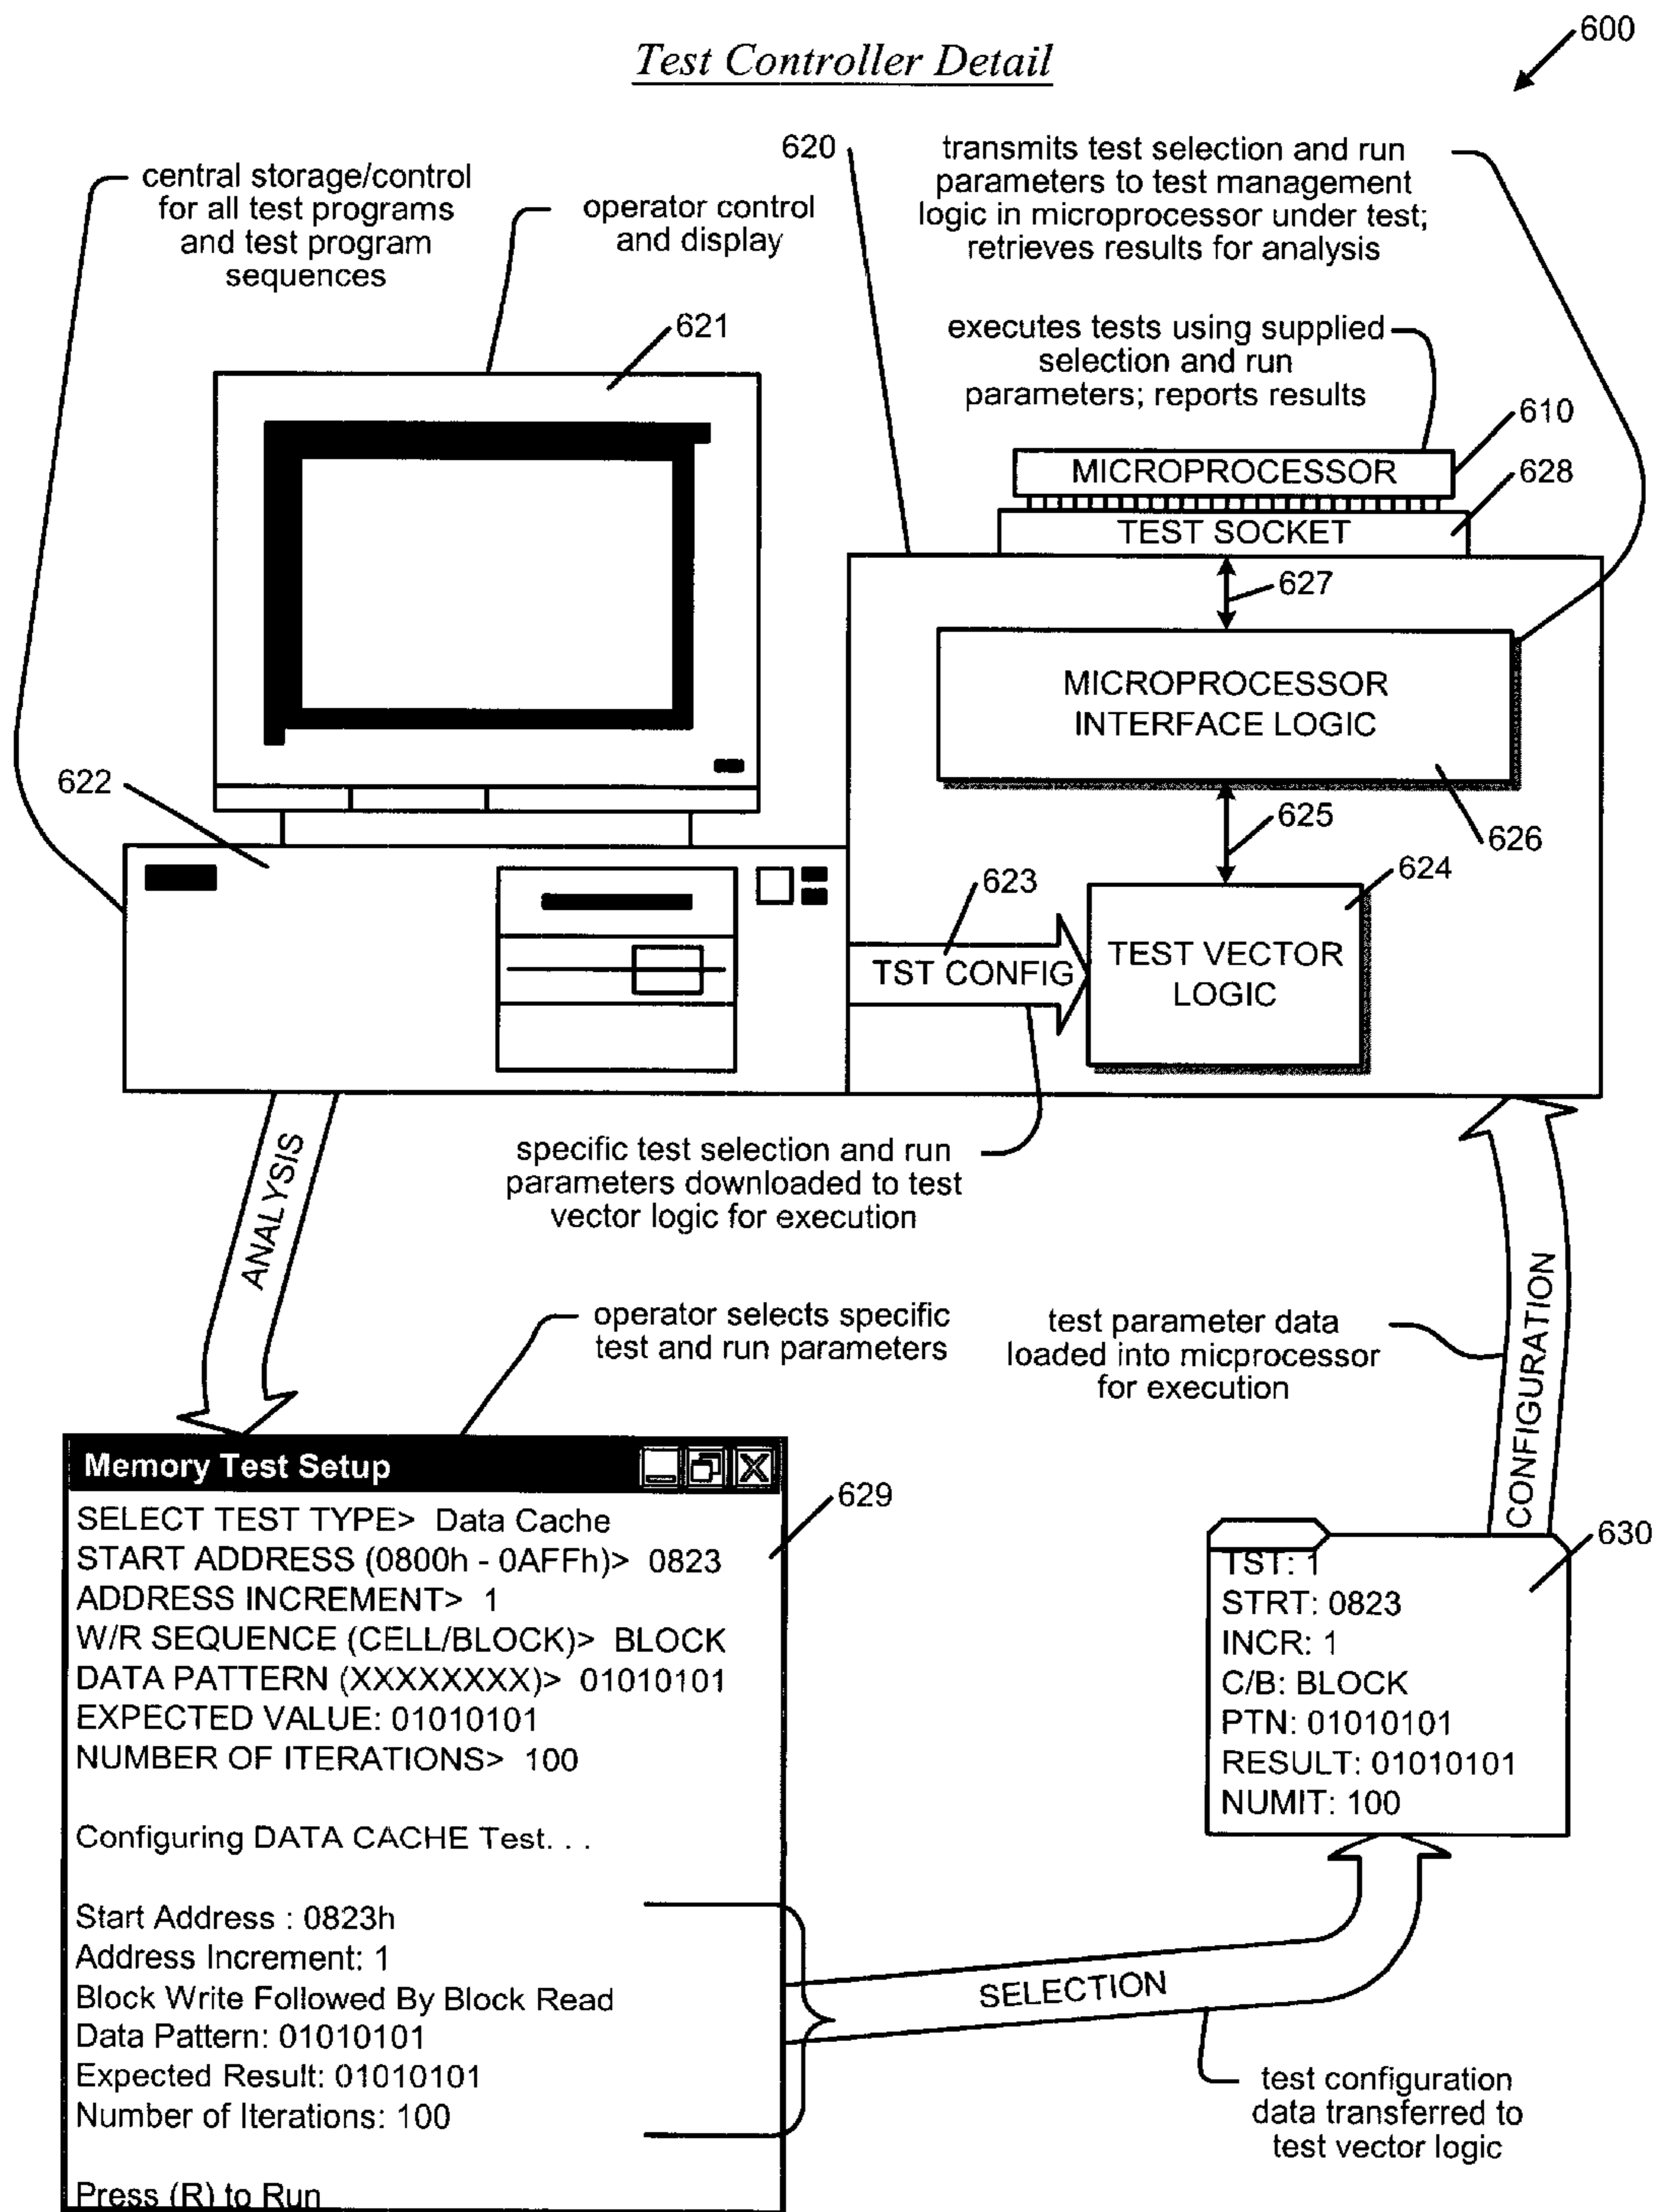 Test Controller Detail
600
central storage/control
for all test programs
and test program
sequences
operator control
and display
620
transmits test selection and run
parameters to test management
logic in microprocessor under test;
retrieves results for analysis
621
executes tests using supplied
selection and run
parameters; reports results
610
MICROPROCESSOR
628
TEST SOCKET
627
MICROPROCESSOR
INTERFACE LOGIC
622
625
626
624
623
TST CONFIG
TEST VECTOR
LOGIC
ANALYSIS
specific test selection and run
parameters downloaded to test
vector logic for execution
operator selects specific
test and run parameters
test parameter data
loaded into micprocessor
for execution
CONFIGURATION
Memory Test Setup
629
SELECT TEST TYPE> Data Cache
START ADDRESS (0800h - 0AFFh)> 0823
ADDRESS INCREMENT> 1
W/R SEQUENCE (CELL/BLOCK)> BLOCK
DATA PATTERN (XXXXXXXX)> 01010101
EXPECTED VALUE: 01010101
NUMBER OF ITERATIONS> 100
Configuring DATA CACHE Test. . .
Start Address : 0823h
Address Increment: 1
Block Write Followed By Block Read
Data Pattern: 01010101
Expected Result: 01010101
Number of Iterations: 100
Press (R) to Run
630
TST: 1
STRT: 0823
INCR: 1
C/B: BLOCK
PTN: 01010101
RESULT: 01010101
NUMIT: 100
SELECTION
test configuration
data transferred to
test vector logic